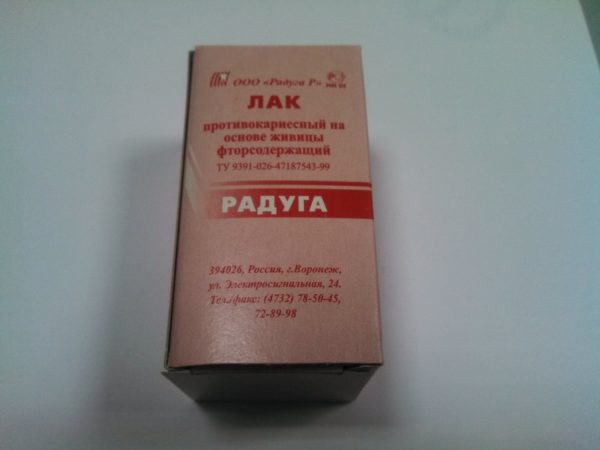 ООО «Радуга Р»
ЛАК
противокариесный на
основе живицы
фторсодержащий
ТУ 9391-026-47187543-99
РАДУГА
394026, Россия, г.Воронеж,
ул. Электросигнальная, 24.
Тел./факс: (4732) 78-50-45,
72-89-98